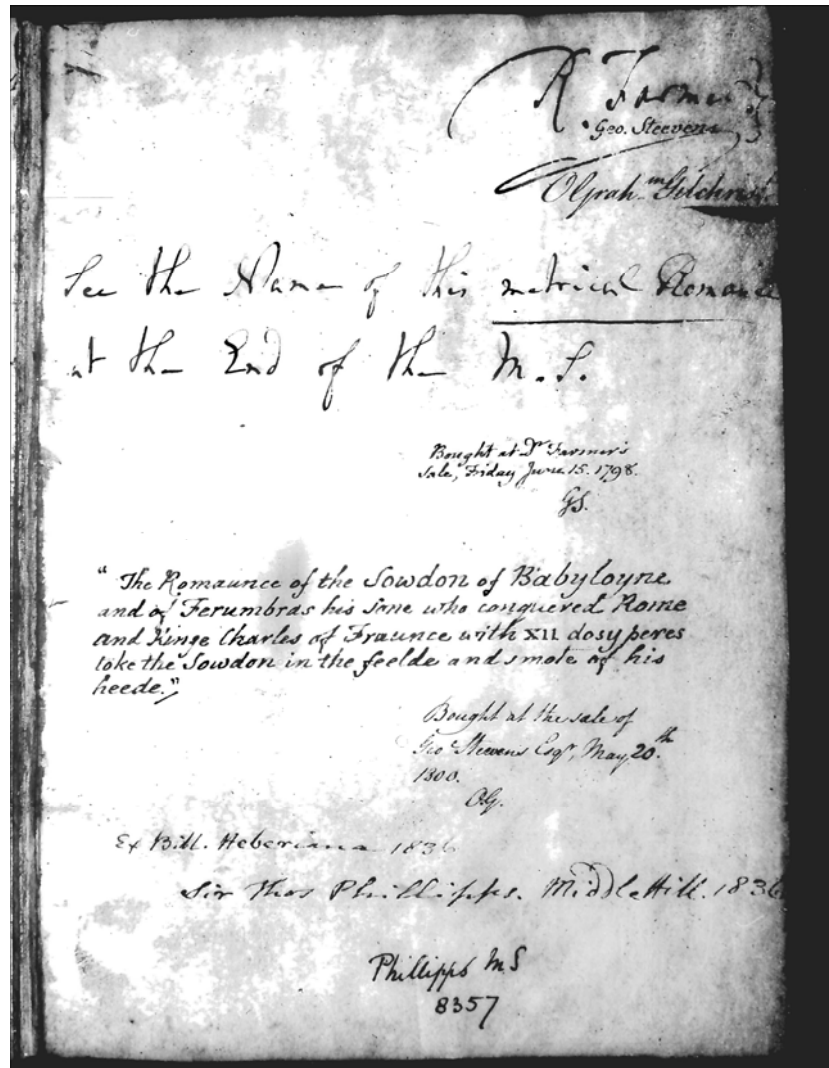 R. Farmer
Geo. Steevens
Gilchrist
See the Name of this metrical Romance
at the End of the M.S.
Bought at Dr Farmer's
Sale, Friday June 15. 1798.
GS.
" The Romaunce of the Sowdon of Babyloyne
and of Ferumbras his sone who conquered Rome
and Kinge Charles of Fraunce with XII dosyperes
toke the Sowdon in the feelde and smote of his
heede."
Bought at the sale of
Geo Steevens Esqr, May, 20.th
1800.
O.G.
Ex Bibl. Heberiana 1836
Sir Thos Phillipps. Middle Hill. 1836
Phillipps MS
8357